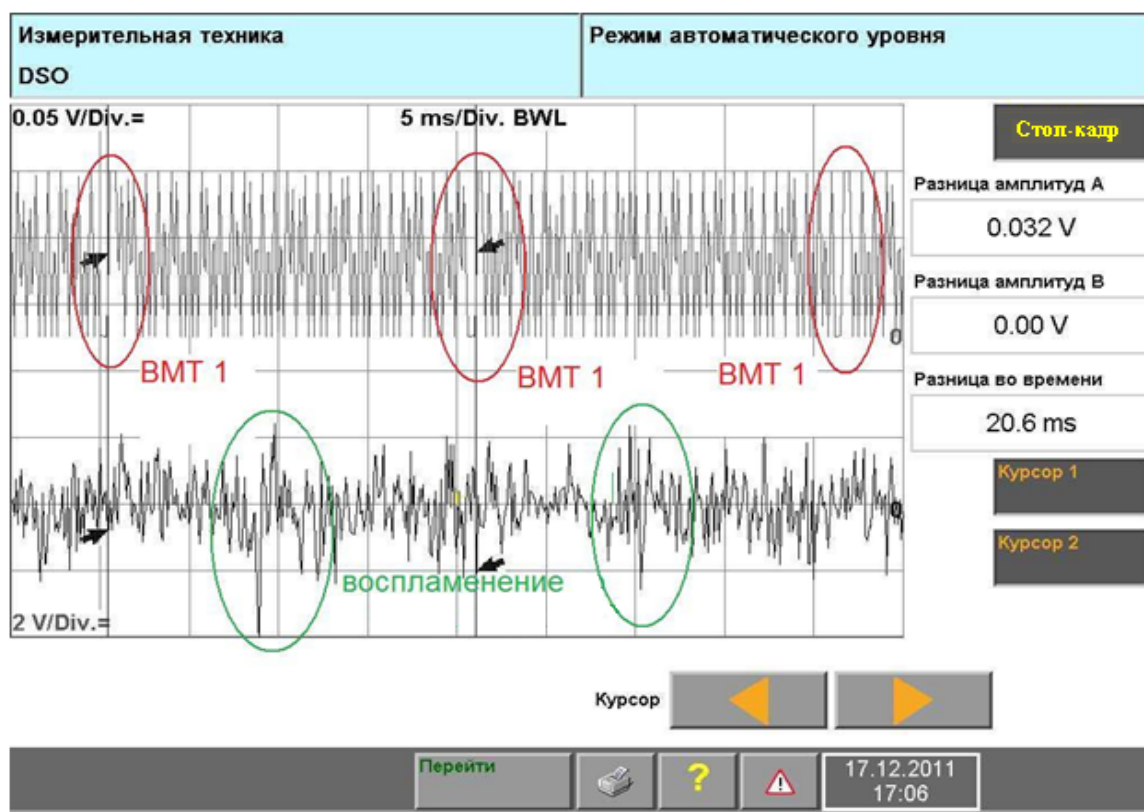 Измерительная техника
DSO
Режим автоматического уровня
0.05 V/Div.=
5 ms/Div. BWL
0
ВМТ 1
ВМТ 1
ВМТ 1
0
воспламенение
2 V/Div.=
Стоп-кадр
Разница амплитуд A
0.032 V
Разница амплитуд B
0.00 V
Разница во времени
20.6 ms
Курсор 1
Курсор 2
Курсор
Перейти
?
17.12.2011
17:06